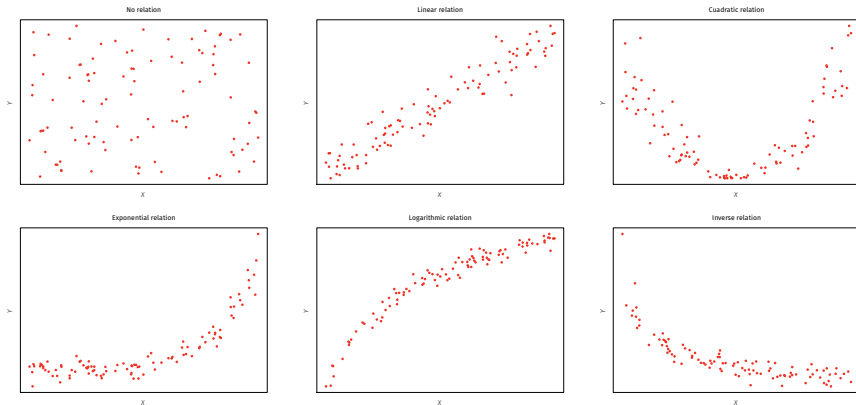 No relation
Linear relation
Cuadratic relation
Y
Y
Y
X
X
X
Exponential relation
Logarithmic relation
Inverse relation
Y
Y
Y
X
X
X